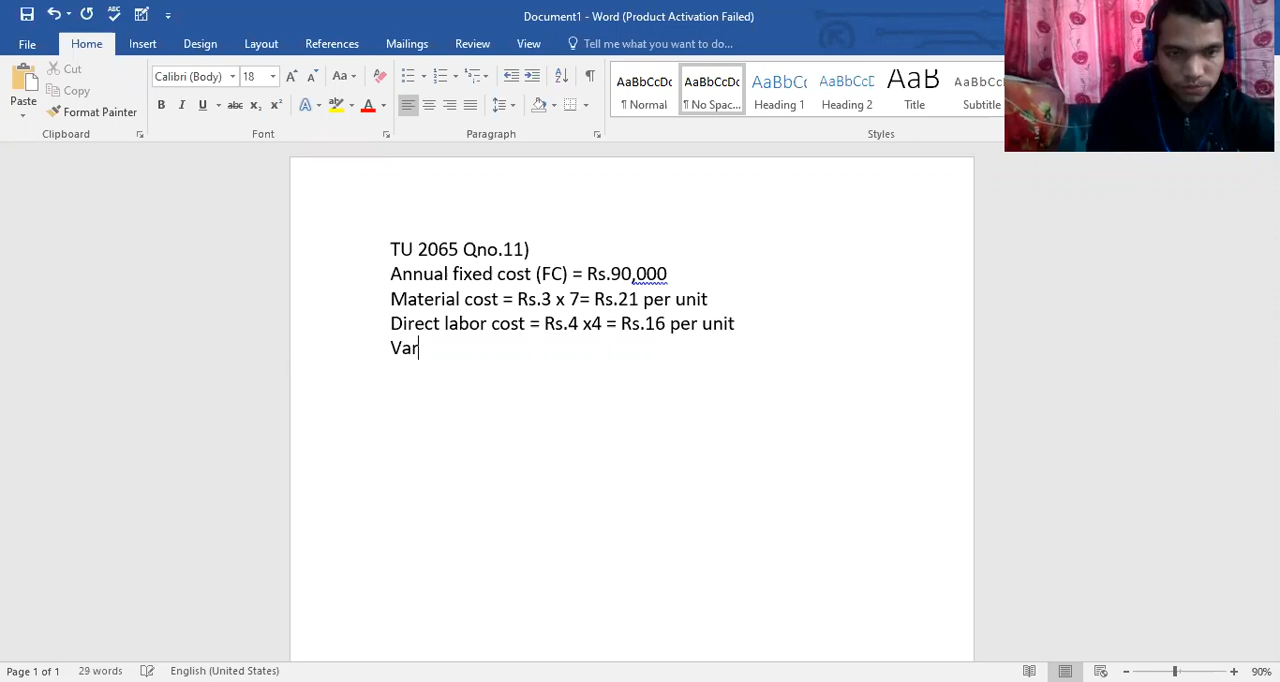 Document1 - Word (Product Activation Failed)
File Home Insert Design Layout References Mailings Review View Tell me what you want to do...
Paste
Cut
Copy
Format Painter
Clipboard
Calibri (Body) 18
Font
Paragraph
AaBbCcDc AaBbCcDc AaBbC AaBbCcD AaB AaBbCcD
¶ Normal ¶ No Spac... Heading 1 Heading 2 Title Subtitle
Styles
TU 2065 Qno.11)
Annual fixed cost (FC) = Rs.90,000
Material cost = Rs.3 x 7= Rs.21 per unit
Direct labor cost = Rs.4 x4 = Rs.16 per unit
Var
Page 1 of 1 29 words English (United States) 90%